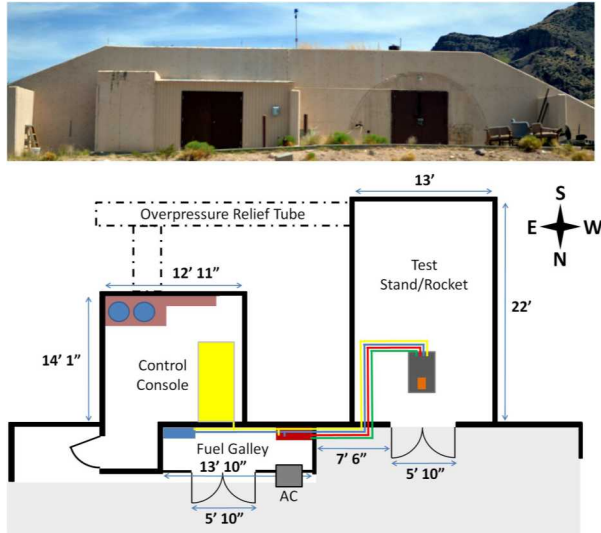 13'
S
Overpressure Relief Tube
E
W
N
12' 11"
Test
Stand/Rocket
22'
14' 1"
Control
Console
Fuel Galley
13' 10"
7' 6"
AC
5' 10"
5' 10"